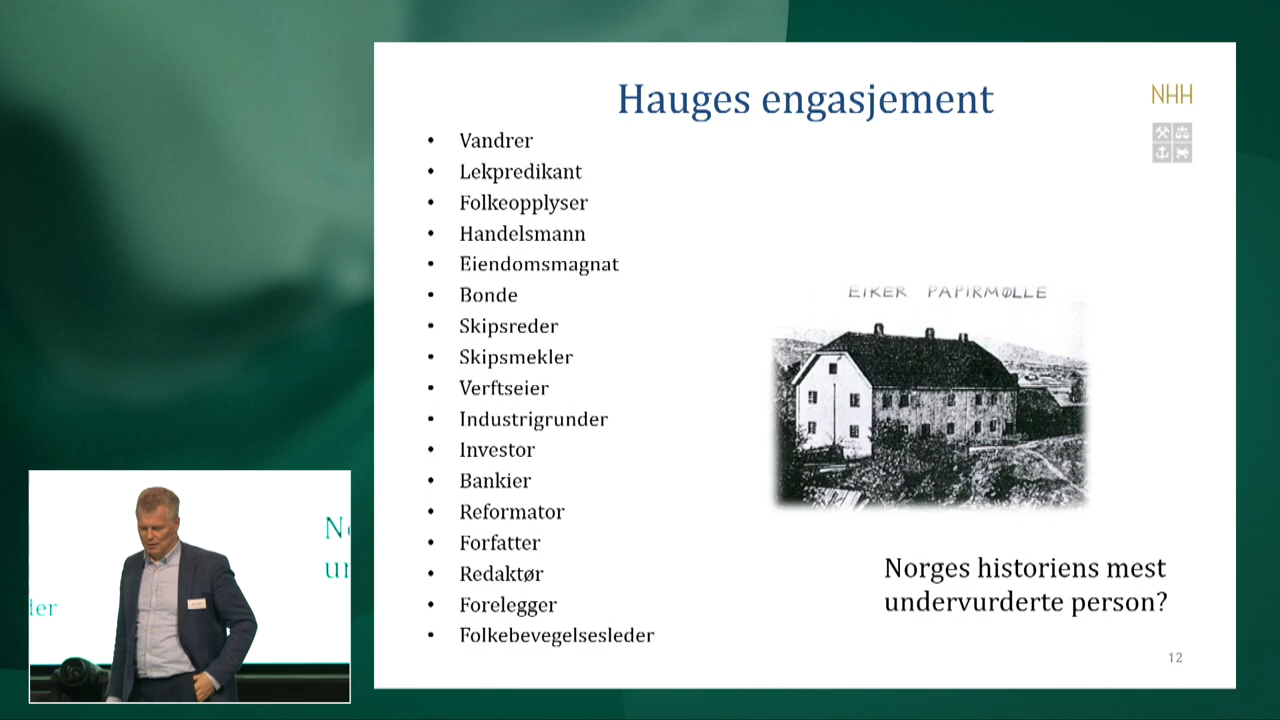 Hauges engasjement
NHH
• Vandrer
• Lekpredikant
• Folkeopplyser
• Handelsmann
• Eiendomsmagnat
• Bonde
• Skipsreder
• Skipsmekler
• Verftseier
• Industrigrunder
• Investor
• Bankier
• Reformator
• Forfatter
• Redaktør
• Forelegger
• Folkebevegelsesleder
EIKER PAPIRMØLLE
Norges historiens mest
undervurderte person?
12